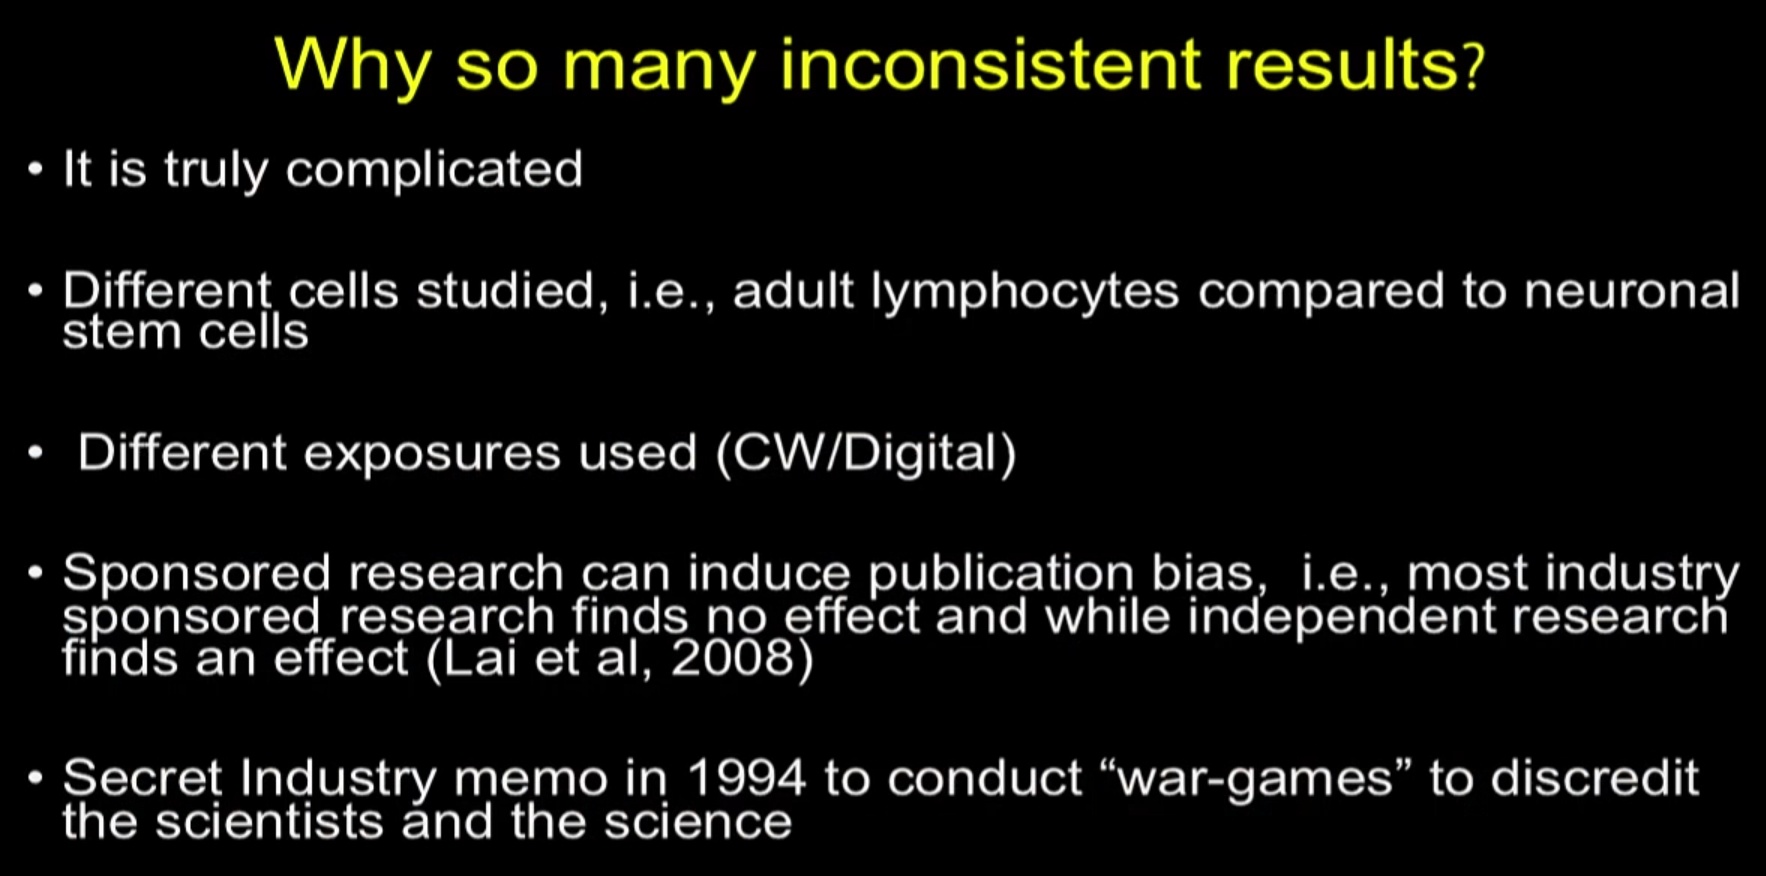 Why so many inconsistent results?
• It is truly complicated
• Different cells studied, i.e., adult lymphocytes compared to neuronal
stem cells
• Different exposures used (CW/Digital)
• Sponsored research can induce publication bias, i.e., most industry
sponsored research finds no effect and while independent research
finds an effect (Lai et al, 2008)
• Secret Industry memo in 1994 to conduct “war-games” to discredit
the scientists and the science